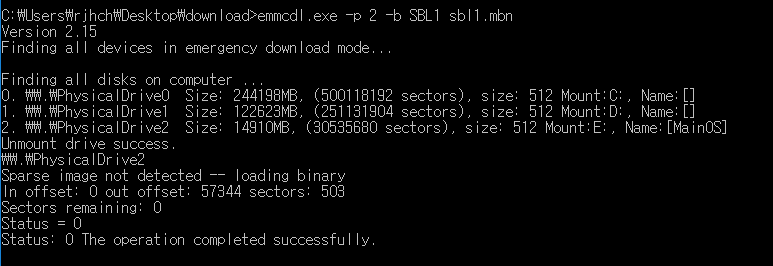 C:₩Users₩rjhch₩Desktop₩download>emmcdl.exe -p 2 -b SBL1 sbl1.mbn
Version 2.15
Finding all devices in emergency download mode...
Finding all disks on computer ...
0. ₩₩.₩PhysicalDrive0  Size: 244198MB, (500118192 sectors), size: 512 Mount:C:, Name:[]
1. ₩₩.₩PhysicalDrive1  Size: 122623MB, (251131904 sectors), size: 512 Mount:D:, Name:[]
2. ₩₩.₩PhysicalDrive2  Size: 14910MB, (30535680 sectors), size: 512 Mount:E:, Name:[MainOS]
Unmount drive success.
₩₩.₩PhysicalDrive2
Sparse image not detected -- loading binary
In offset: 0 out offset: 57344 sectors: 503
Sectors remaining: 0
Status = 0
Status: 0 The operation completed successfully.